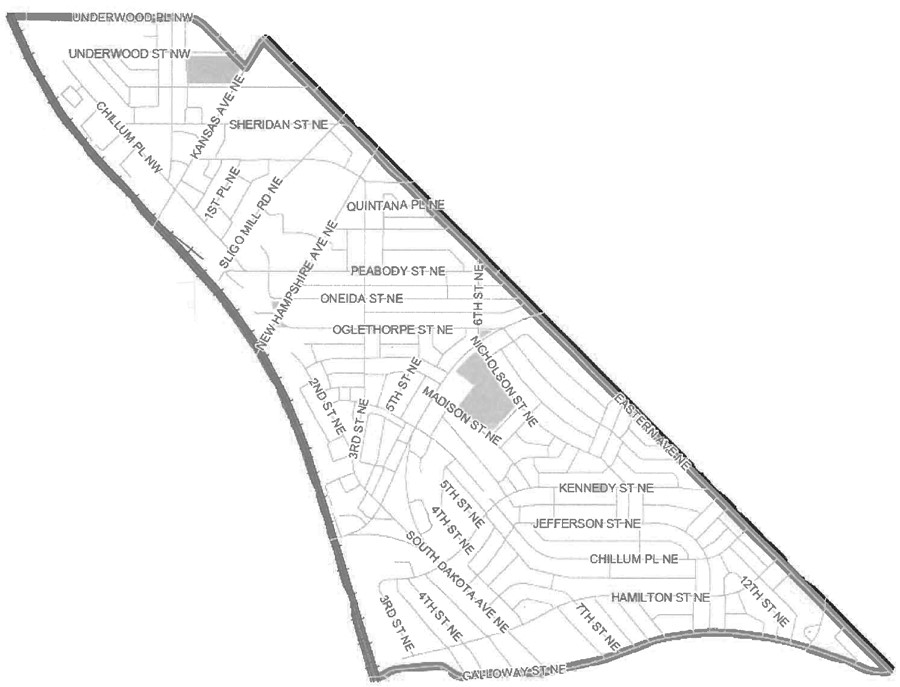 UNDERWOOD PL NW
UNDERWOOD ST NW
KANSAS AVE NE
CHILLUM PL NW
SHERIDAN ST NE
1ST PL NE
SLIGO MILL RD NE
QUINTANA PL NE
NEW HAMPSHIRE AVE NE
PEABODY ST NE
6TH ST NE
ONEIDA ST NE
OGLETHORPE ST NE
NICHOLSON ST NE
5TH ST NE
2ND ST NE
MADISON ST NE
3RD ST NE
EASTERN AVE NE
KENNEDY ST NE
5TH ST NE
4TH ST NE
JEFFERSON ST NE
SOUTH DAKOTA AVE NE
CHILLUM PL NE
12TH ST NE
HAMILTON ST NE
3RD ST NE
4TH ST NE
7TH ST NE
GALLOWAY ST NE